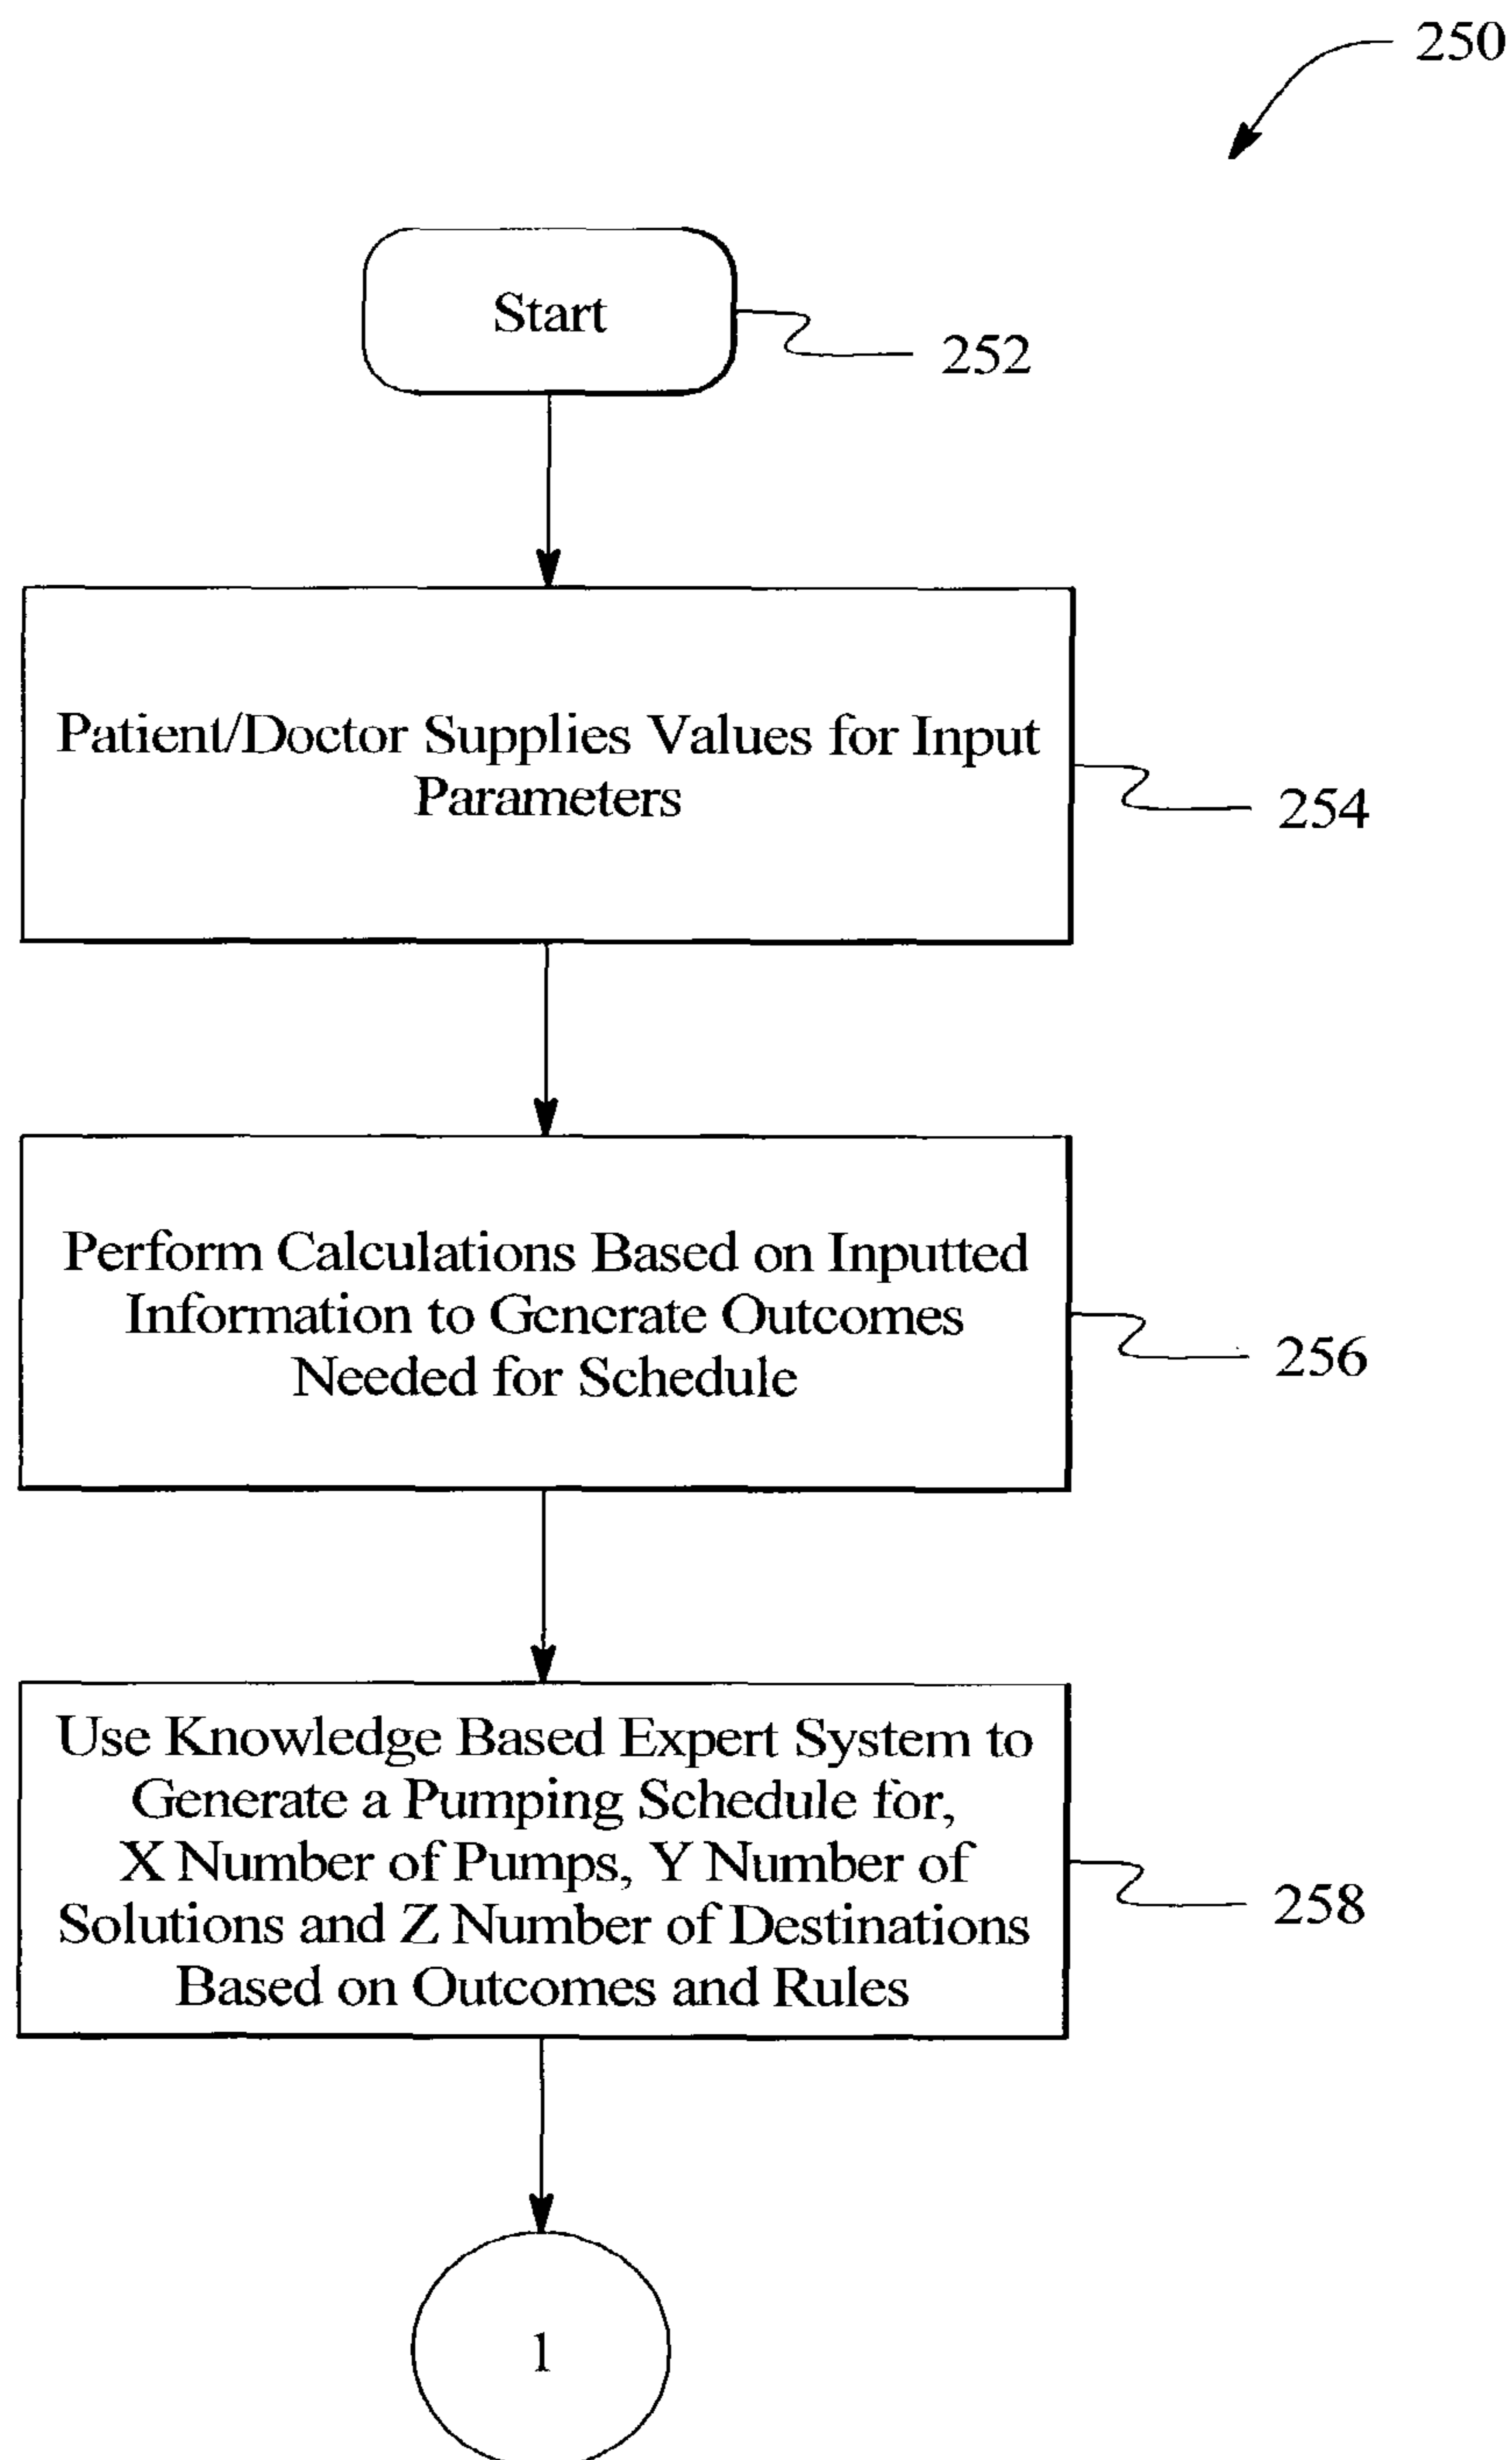 250
Start
252
Patient/Doctor Supplies Values for Input
Parameters
254
Perform Calculations Based on Inputted
Information to Generate Outcomes
Needed for Schedule
256
Use Knowledge Based Expert System to
Generate a Pumping Schedule for,
X Number of Pumps, Y Number of
Solutions and Z Number of Destinations
Based on Outcomes and Rules
258
1